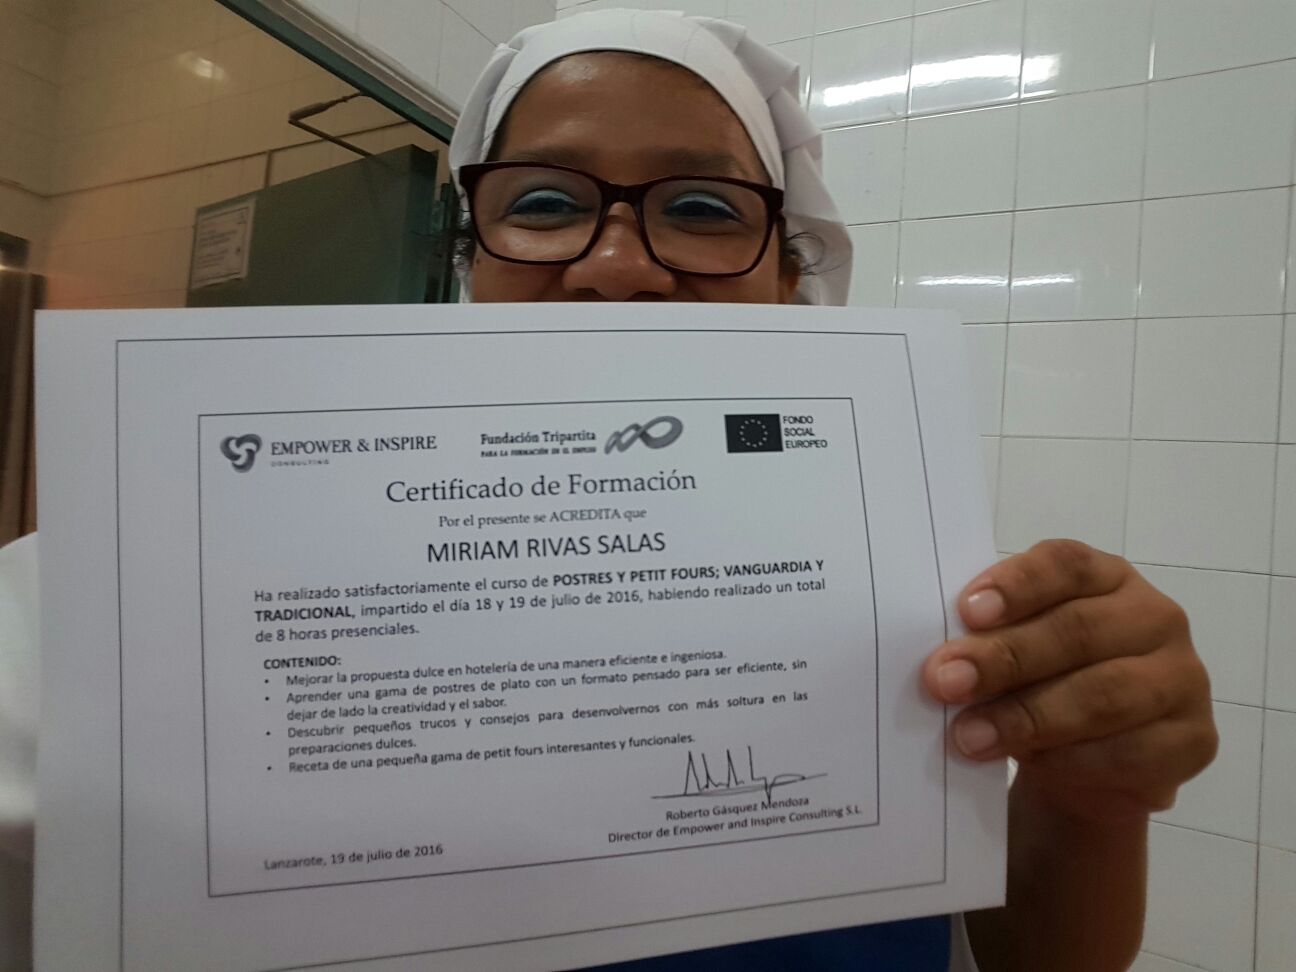 EMPOWER & INSPIRE
CONSULTING
Fundación Tripartita
PARA LA FORMACIÓN EN EL EMPLEO
FONDO
SOCIAL
EUROPEO
Certificado de Formación
Por el presente se ACREDITA que
MIRIAM RIVAS SALAS
Ha realizado satisfactoriamente el curso de POSTRES Y PETIT FOURS; VANGUARDIA Y
TRADICIONAL, impartido el día 18 y 19 de julio de 2016, habiendo realizado un total
de 8 horas presenciales.
CONTENIDO:
• Mejorar la propuesta dulce en hotelería de una manera eficiente e ingeniosa.
• Aprender una gama de postres de plato con un formato pensado para ser eficiente, sin
dejar de lado la creatividad y el sabor.
• Descubrir pequeños trucos y consejos para desenvolvernos con más soltura en las
preparaciones dulces.
• Receta de una pequeña gama de petit fours interesantes y funcionales.
Roberto Gásquez Mendoza
Director de Empower and Inspire Consulting S.L.
Lanzarote, 19 de julio de 2016